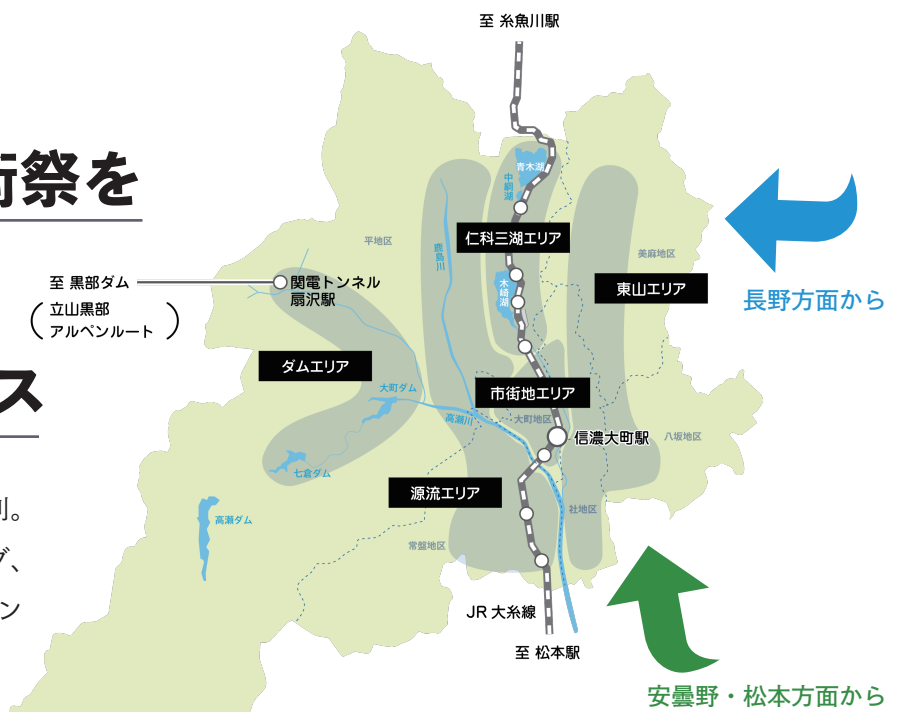 至 糸魚川駅
祭を
青木湖
中綱湖
仁科三湖エリア
平地区
鹿島川
美麻地区
至 黒部ダム
関電トンネル
扇沢駅
木崎湖
東山エリア
長野方面から
(立山黒部
アルペンルート)
ダムエリア
ス
大町ダム
市街地エリア
高瀬川
大町地区
信濃大町駅
八坂地区
七倉ダム
源流エリア
。
高瀬ダム
社地区
常盤地区
、
JR 大糸線
ン
至 松本駅
安曇野・松本方面から